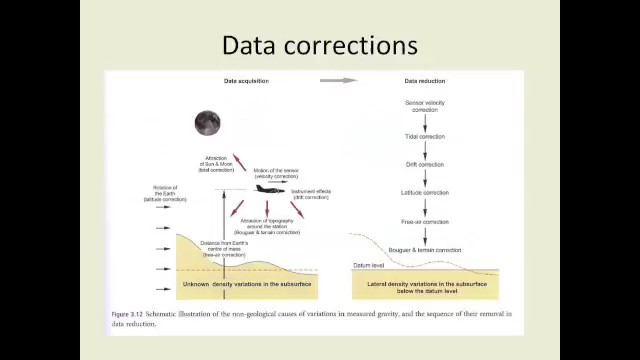 Data corrections
Data acquisition
Data reduction
Sensor velocity
correction
Tidal correction
Drift correction
Latitude correction
Free-air correction
Bouguer & terrain correction
Attraction
of Sun & Moon
(tidal correction)
Motion of the sensor
(velocity correction)
Rotation of
the Earth
(latitude correction)
Instrument effects
(drift correction)
Attraction of topography
around the station
(Bouguer & terrain correction)
Distance from Earth's
centre of mass
(free-air correction)
Datum level
Unknown density variations in the subsurface
Lateral density variations in the subsurface
below the datum level
Figure 3.12 Schematic illustration of the non-geological causes of variations in measured gravity, and the sequence of their removal in
data reduction.